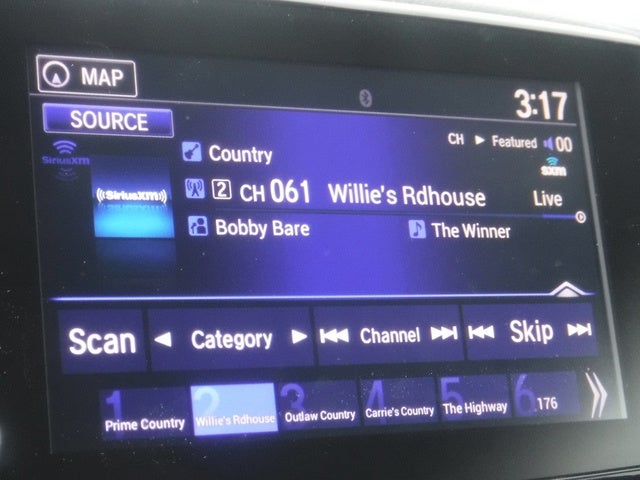 MAP
3:17
SOURCE
CH ▶ Featured 00
SiriusXM
Country
sxm
((SiriusXM))
2 CH 061 Willie's Rdhouse Live
Bobby Bare The Winner
Scan Category Channel Skip
1 Prime Country
2 Willie's Rdhouse
3 Outlaw Country
4 Carrie's Country
5 The Highway
6 176